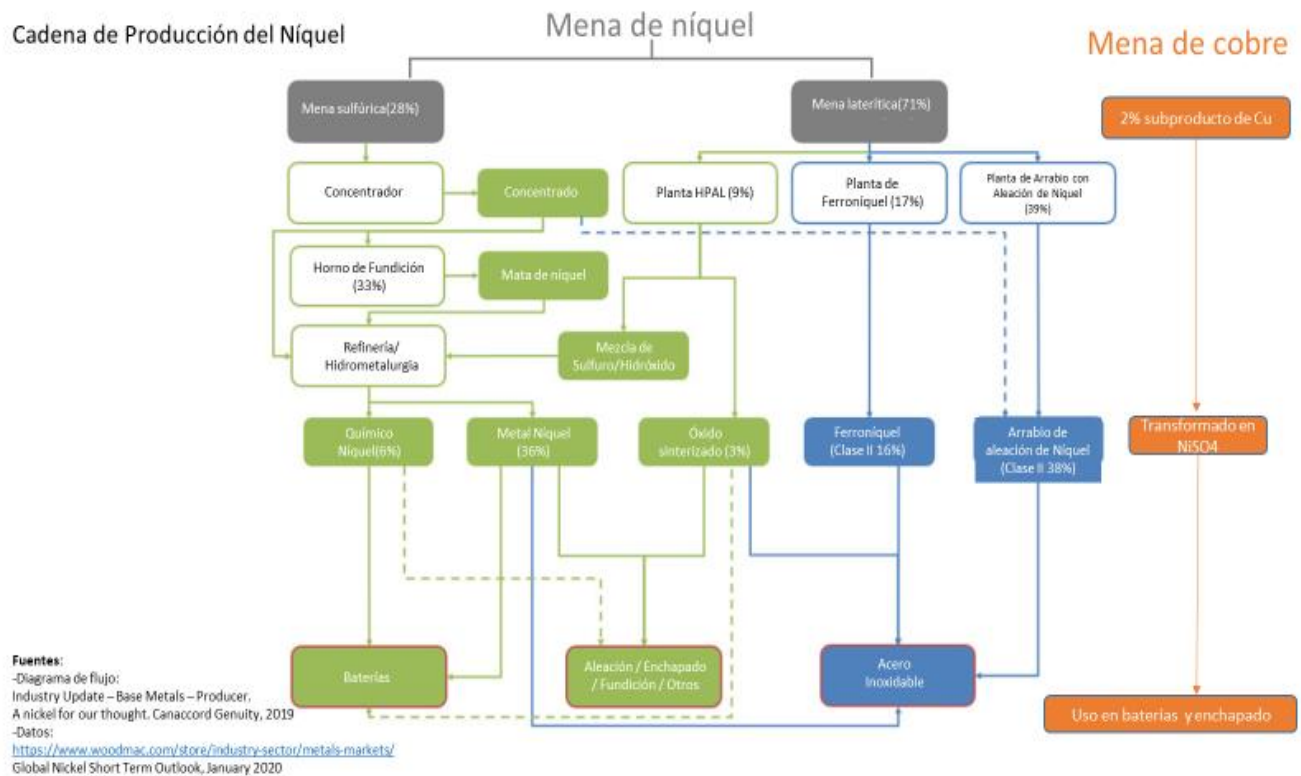 Cadena de Producción del Níquel
Mena de níquel
Mena de cobre
Mena sulfúrica(28%)
Mena laterítica(71%)
2% subproducto de Cu
Concentrador
Concentrado
Planta HPAL (9%)
Planta de
Ferroníquel (17%)
Planta de Arrabio con
Aleación de Níquel
(39%)
Horno de Fundición
(33%)
Mata de níquel
Refinería/
Hidrometalurgia
Mezcla de
Sulfuro/Hidróxido
Químico
Níquel(6%)
Metal Níquel
(36%)
Óxido
sinterizado (3%)
Ferroníquel
(Clase II 16%)
Arrabio de
aleación de Níquel
(Clase II 38%)
Transformado en
NiSO4
Baterías
Aleación / Enchapado
/ Fundición / Otros
Acero
Inoxidable
Uso en baterías y enchapado
Fuentes:
-Diagrama de flujo:
Industry Update – Base Metals – Producer.
A nickel for our thought. Canaccord Genuity, 2019
-Datos:
https://www.woodmac.com/store/industry-sector/metals-markets/
Global Nickel Short Term Outlook, January 2020